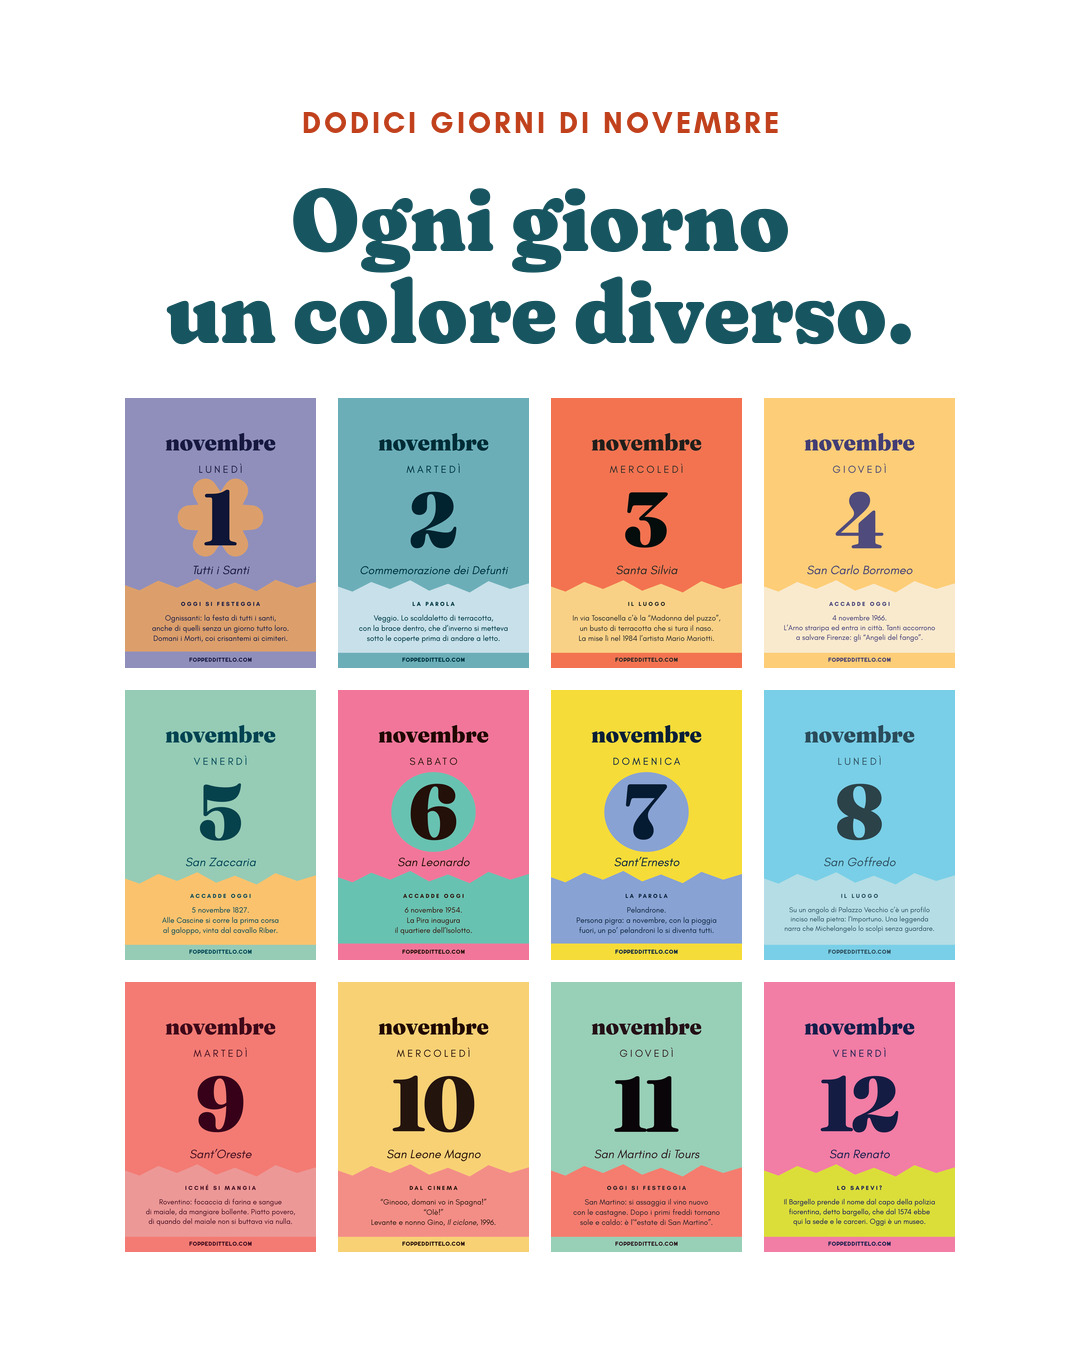 DODICI GIORNI DI NOVEMBRE
Ogni giorno
un colore diverso.
novembre
LUNEDÌ
1
Tutti i Santi
OGGI SI FESTEGGIA
Ognissanti: la festa di tutti i santi,
anche di quelli senza un giorno tutto loro.
Domani i Morti, coi crisantemi ai cimiteri.
FOPPEDDITTELO.COM
novembre
MARTEDÌ
2
Commemorazione dei Defunti
LA PAROLA
Veggio. Lo scaldaletto di terracotta,
con la brace dentro, che d'inverno si metteva
sotto le coperte prima di andare a letto.
FOPPEDDITTELO.COM
novembre
MERCOLEDÌ
3
Santa Silvia
IL LUOGO
In via Toscanella c'è la "Madonna del puzzo",
un busto di terracotta che si tura il naso.
La mise lì nel 1984 l'artista Mario Mariotti.
FOPPEDDITTELO.COM
novembre
GIOVEDÌ
4
San Carlo Borromeo
ACCADDE OGGI
4 novembre 1966.
L'Arno straripa ed entra in città. Tanti accorrono
a salvare Firenze: gli "Angeli del fango".
FOPPEDDITTELO.COM
novembre
VENERDÌ
5
San Zaccaria
ACCADDE OGGI
5 novembre 1827.
Alle Cascine si corre la prima corsa
al galoppo, vinta dal cavallo Riber.
FOPPEDDITTELO.COM
novembre
SABATO
6
San Leonardo
ACCADDE OGGI
6 novembre 1954.
La Pira inaugura
il quartiere dell'Isolotto.
FOPPEDDITTELO.COM
novembre
DOMENICA
7
Sant'Ernesto
LA PAROLA
Pelandrone.
Persona pigra: a novembre, con la pioggia
fuori, un po' pelandroni lo si diventa tutti.
FOPPEDDITTELO.COM
novembre
LUNEDÌ
8
San Goffredo
IL LUOGO
Su un angolo di Palazzo Vecchio c'è un profilo
inciso nella pietra: l'Importuno. Una leggenda
narra che Michelangelo lo scolpì senza guardare.
FOPPEDDITTELO.COM
novembre
MARTEDÌ
9
Sant'Oreste
ICCHÉ SI MANGIA
Roventino: focaccia di farina e sangue
di maiale, da mangiare bollente. Piatto povero,
di quando del maiale non si buttava via nulla.
FOPPEDDITTELO.COM
novembre
MERCOLEDÌ
10
San Leone Magno
DAL CINEMA
"Ginooo, domani vo in Spagna!"
"Olè!"
Levante e nonno Gino, Il ciclone, 1996.
FOPPEDDITTELO.COM
novembre
GIOVEDÌ
11
San Martino di Tours
OGGI SI FESTEGGIA
San Martino: si assaggia il vino nuovo
con le castagne. Dopo i primi freddi tornano
sole e caldo: è l'"estate di San Martino".
FOPPEDDITTELO.COM
novembre
VENERDÌ
12
San Renato
LO SAPEVI?
Il Bargello prende il nome dal capo della polizia
fiorentina, detto bargello, che dal 1574 ebbe
qui la sede e le carceri. Oggi è un museo.
FOPPEDDITTELO.COM